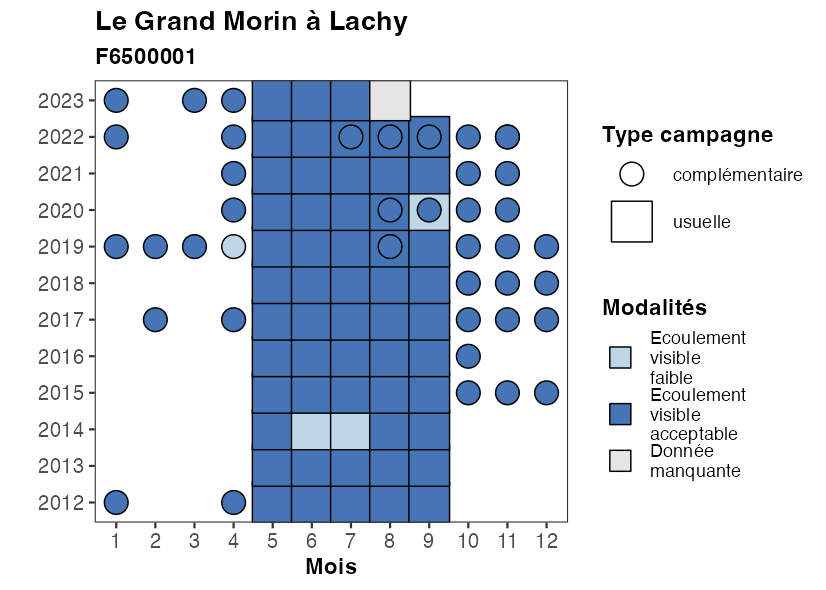 Le Grand Morin à Lachy
F6500001
2023
2022
2021
2020
2019
2018
2017
2016
2015
2014
2013
2012
1 2 3 4 5 6 7 8 9 10 11 12
Mois
Type campagne
complémentaire
usuelle
Modalités
Ecoulement
visible
faible
Ecoulement
visible
acceptable
Donnée
manquante